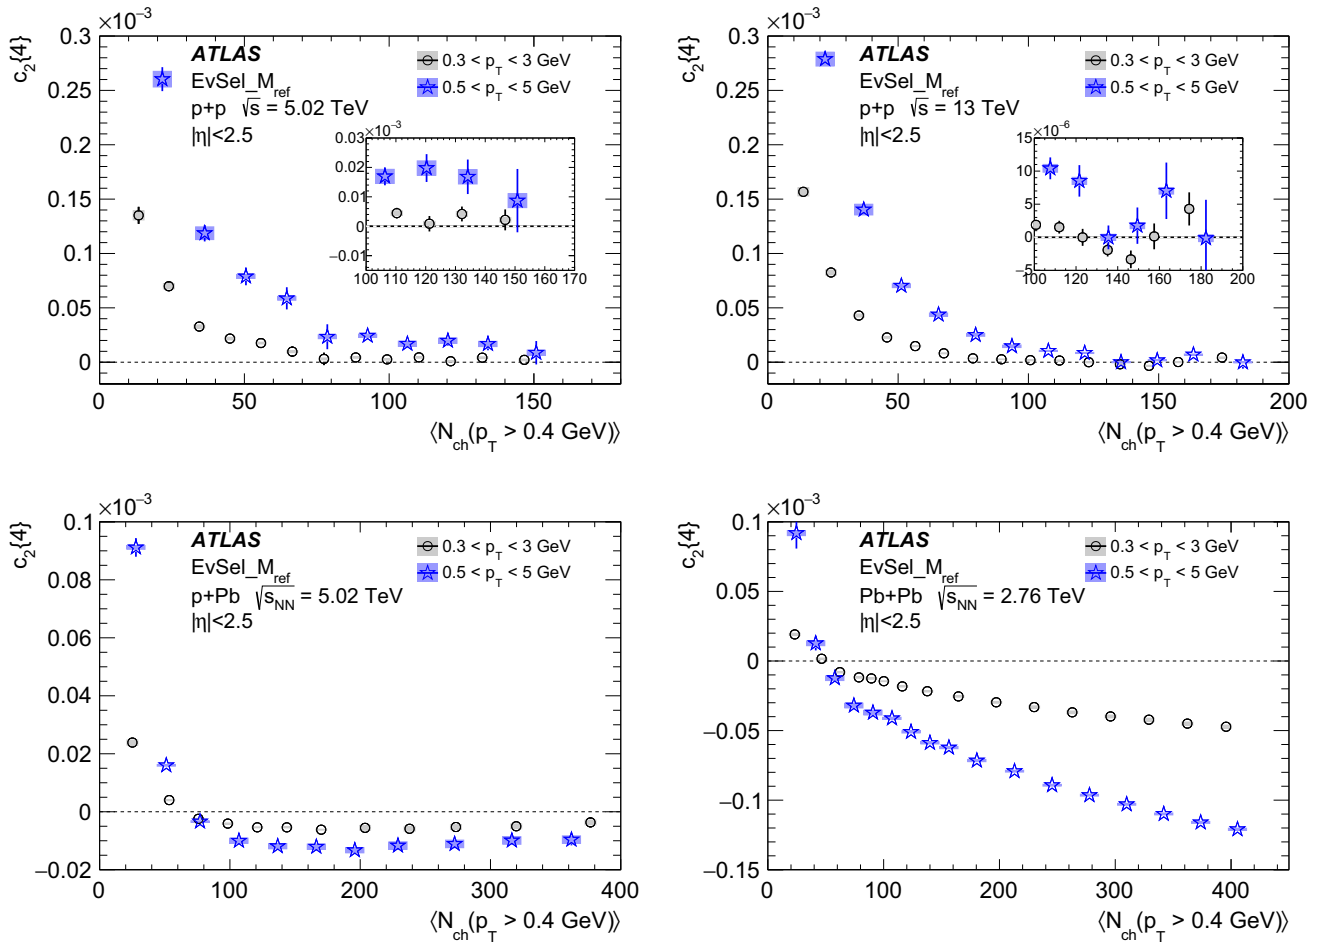 ×10⁻³
c₂{4}
ATLAS
EvSel_M_ref
p+p √s = 5.02 TeV
|η|<2.5
0.3 < p_T < 3 GeV
0.5 < p_T < 5 GeV
0.3
0.25
0.2
0.15
0.1
0.05
0
0 50 100 150
⟨N_ch(p_T > 0.4 GeV)⟩
×10⁻³
0.03
0.02
0.01
0
−0.01
100 110 120 130 140 150 160 170
×10⁻³
c₂{4}
ATLAS
EvSel_M_ref
p+p √s = 13 TeV
|η|<2.5
0.3 < p_T < 3 GeV
0.5 < p_T < 5 GeV
0.3
0.25
0.2
0.15
0.1
0.05
0
0 50 100 150 200
⟨N_ch(p_T > 0.4 GeV)⟩
×10⁻⁶
15
10
5
0
−5
100 120 140 160 180 200
×10⁻³
c₂{4}
ATLAS
EvSel_M_ref
p+Pb √s_NN = 5.02 TeV
|η|<2.5
0.3 < p_T < 3 GeV
0.5 < p_T < 5 GeV
0.1
0.08
0.06
0.04
0.02
0
−0.02
0 100 200 300 400
⟨N_ch(p_T > 0.4 GeV)⟩
×10⁻³
c₂{4}
ATLAS
EvSel_M_ref
Pb+Pb √s_NN = 2.76 TeV
|η|<2.5
0.3 < p_T < 3 GeV
0.5 < p_T < 5 GeV
0.1
0.05
0
−0.05
−0.1
−0.15
0 100 200 300 400
⟨N_ch(p_T > 0.4 GeV)⟩